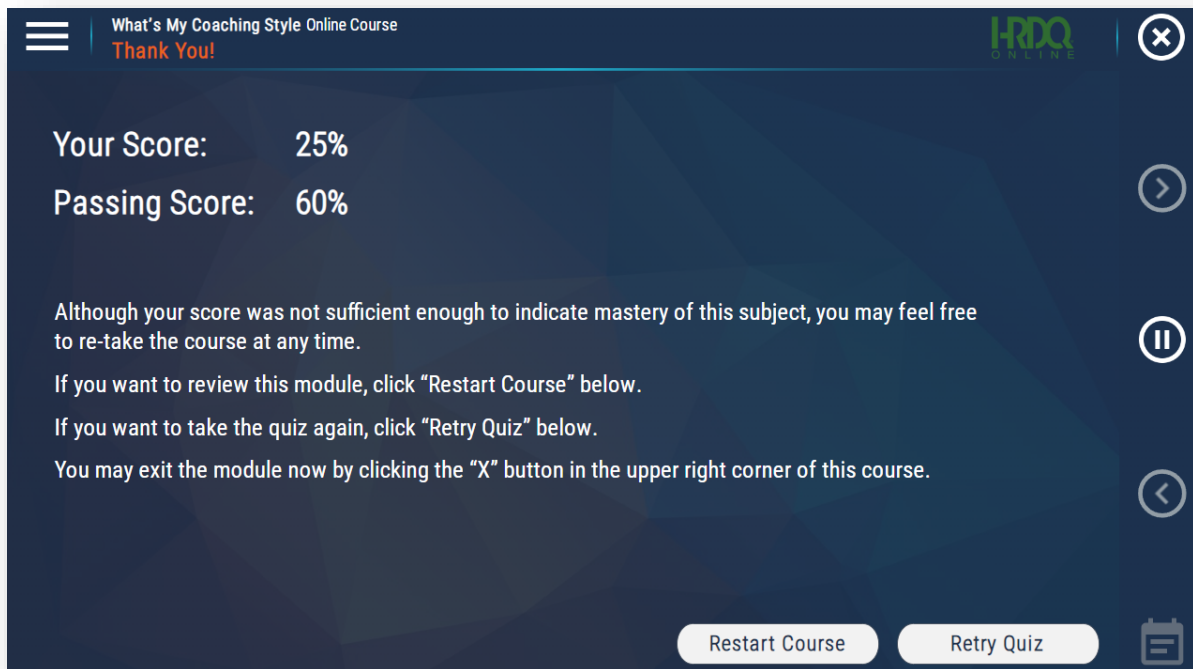 What's My Coaching Style Online Course
Thank You!
HRDQ
ONLINE
Your Score: 25%
Passing Score: 60%
Although your score was not sufficient enough to indicate mastery of this subject, you may feel free
to re-take the course at any time.
If you want to review this module, click “Restart Course” below.
If you want to take the quiz again, click “Retry Quiz” below.
You may exit the module now by clicking the “X” button in the upper right corner of this course.
Restart Course
Retry Quiz